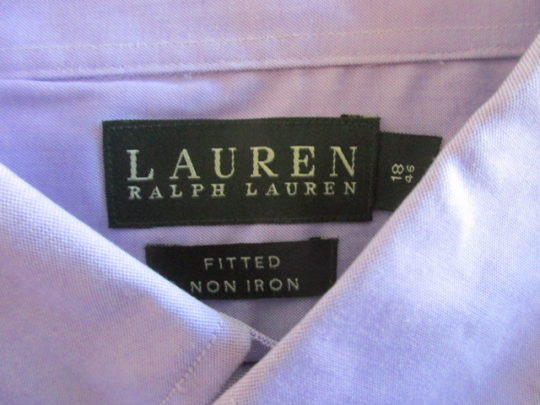 LAUREN
RALPH LAUREN
18
46
FITTED
NON IRON